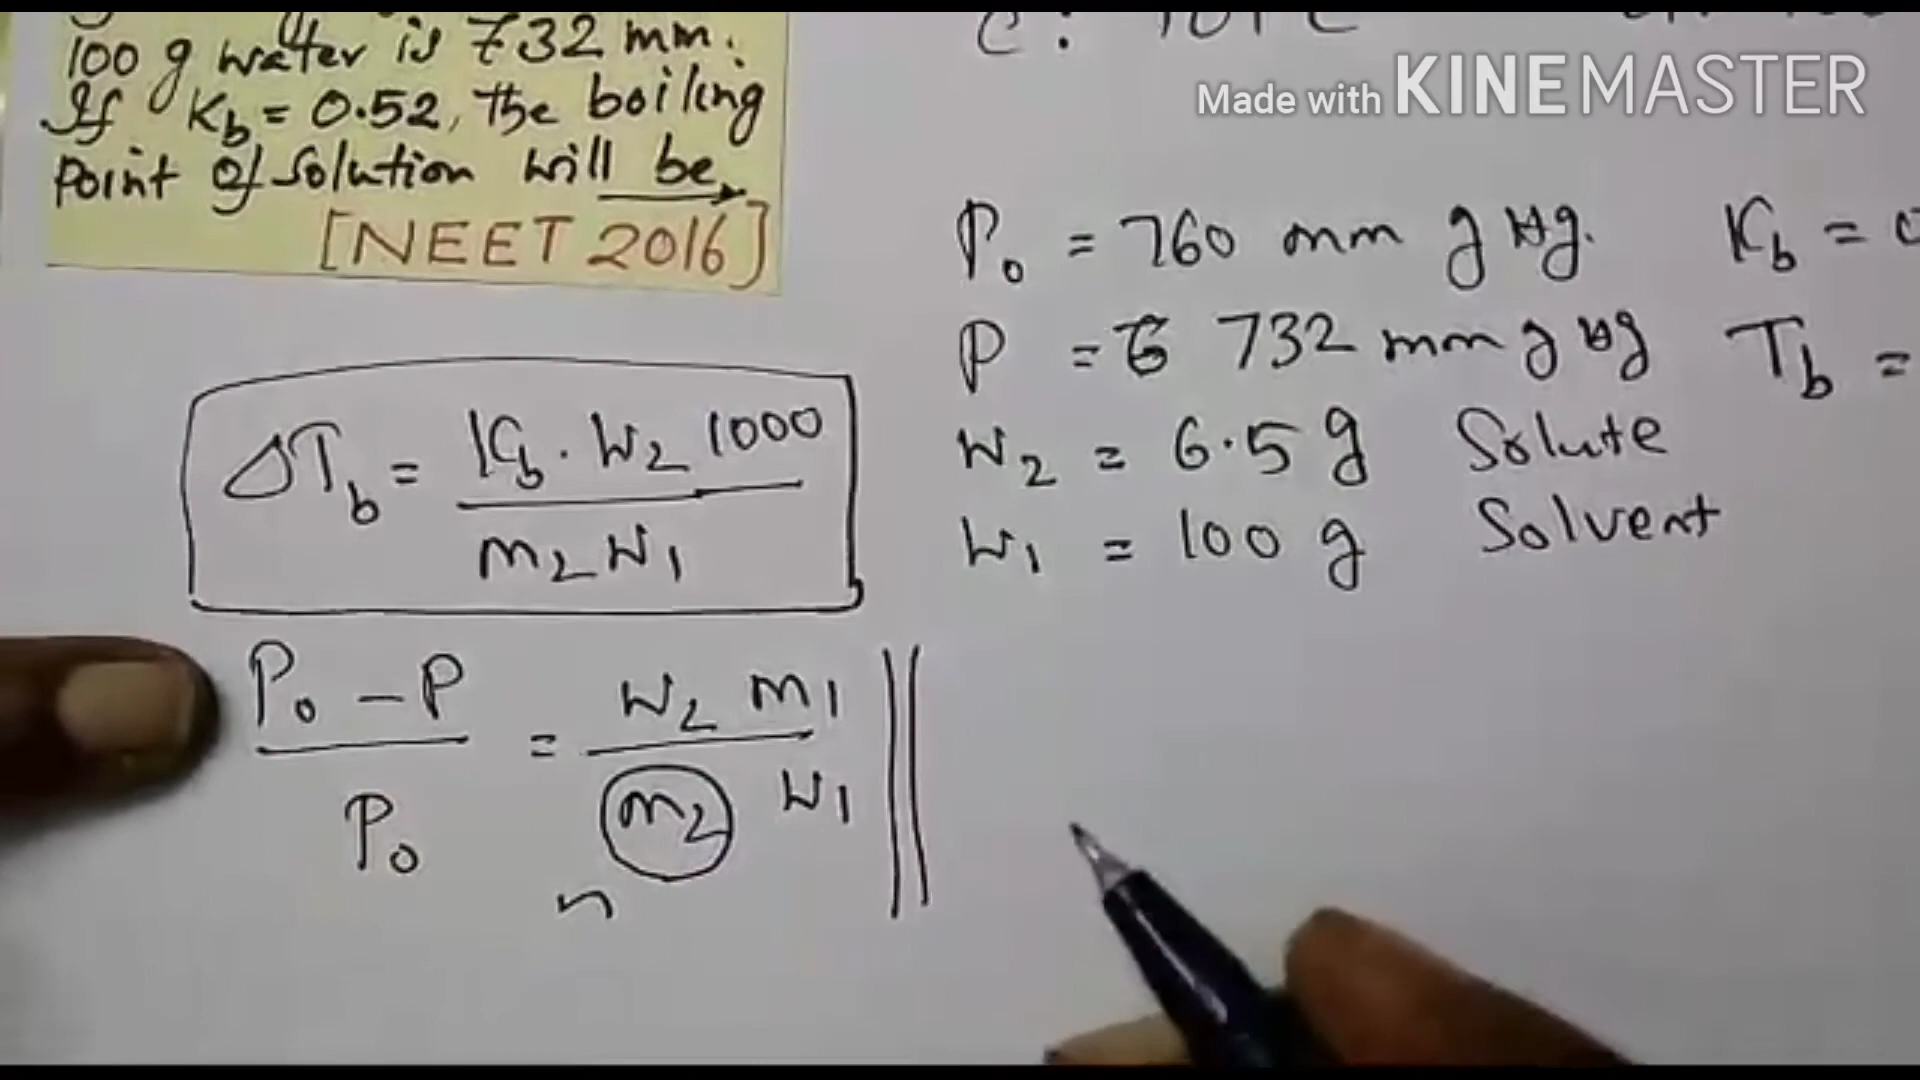 100 g water is 732 mm.
If Kb = 0.52, the boiling
Point of solution will be
[NEET 2016]
Made with KINEMASTER
P₀ = 760 mm g Hg. Kb =
P = 732 mm g Hg Tb =
W₂ = 6.5 g Solute
W₁ = 100 g Solvent
ΔTb = Kb . W₂ 1000
m₂ W₁
P₀ - P = W₂ m₁
P₀ m₂ W₁